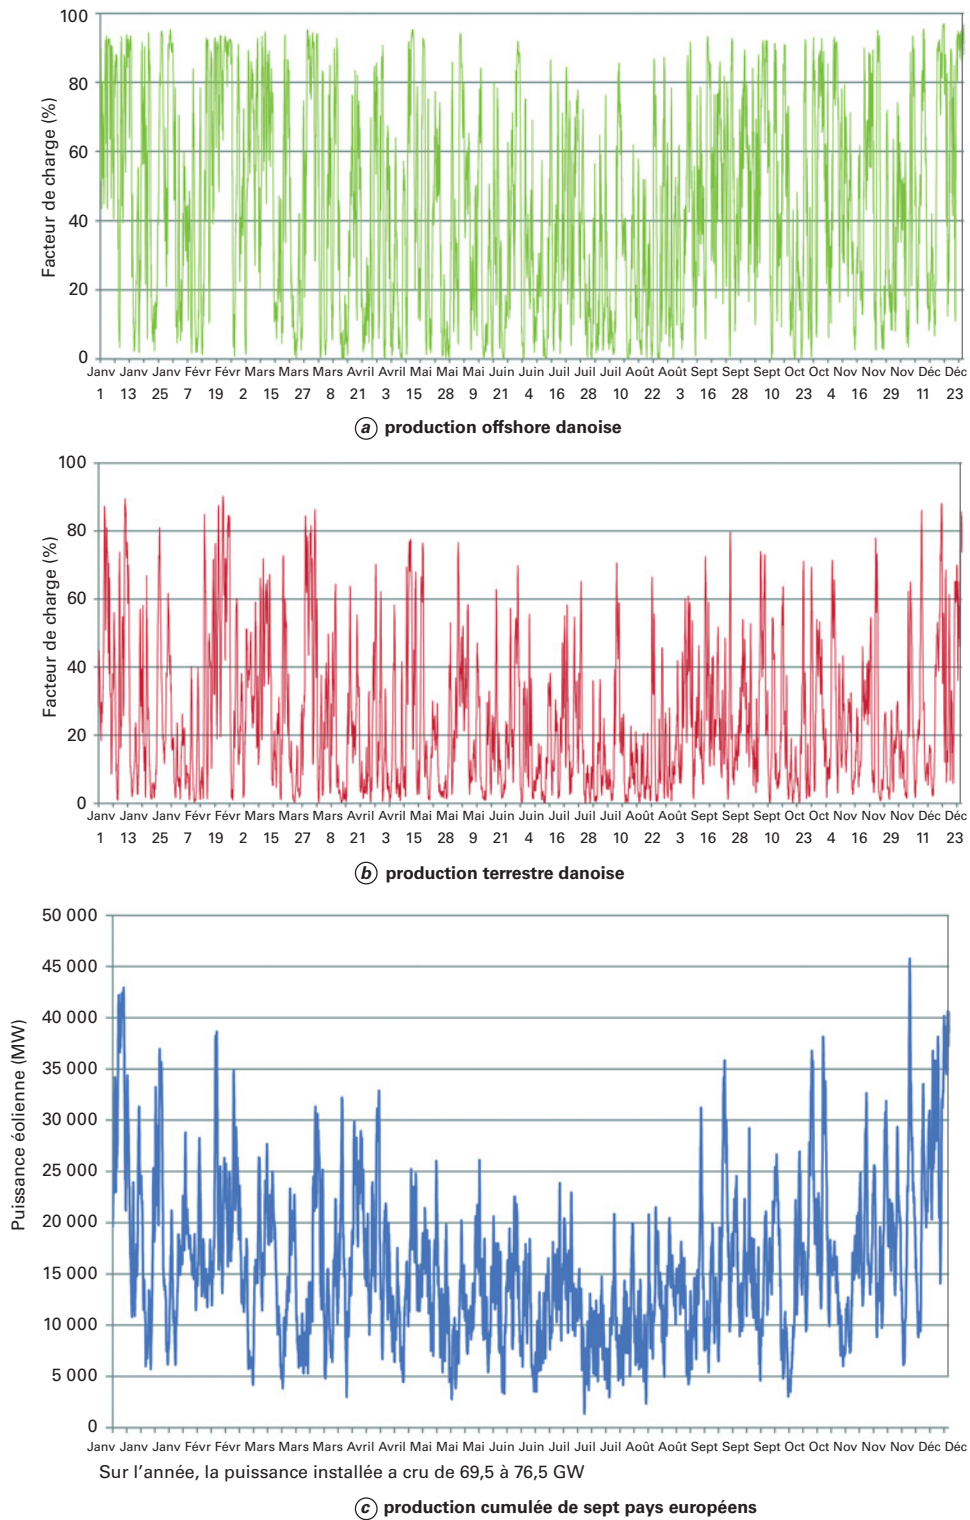 100
80
60
40
20
0
Facteur de charge (%)
Janv Janv Janv Févr Févr Mars Mars Mars Avril Avril Mai Mai Juin Juin Juil Juil Juil Août Août Sept Sept Sept Oct Oct Nov Nov Nov Déc Déc
1 13 25 7 19 2 15 27 8 3 15 28 21 4 16 28 10 22 3 16 28 10 23 4 16 29 11 23
a production offshore danoise
100
80
60
40
20
0
Facteur de charge (%)
Janv Janv Janv Févr Févr Mars Mars Mars Avril Avril Mai Mai Juin Juin Juil Juil Juil Août Août Sept Sept Sept Oct Oct Nov Nov Nov Déc Déc
1 13 25 7 19 2 15 27 8 20 3 15 28 21 4 16 28 10 22 3 16 28 10 23 4 16 29 11 23
b production terrestre danoise
50 000
45 000
40 000
35 000
30 000
25 000
20 000
15 000
10 000
5 000
0
Puissance éolienne (MW)
Janv Janv Janv Févr Févr Mars Mars Mars Avril Avril Mai Mai Juin Juin Juil Juil Juil Août Août Sept Sept Sept Oct Oct Nov Nov Nov Déc Déc
Sur l'année, la puissance installée a cru de 69,5 à 76,5 GW
c production cumulée de sept pays européens